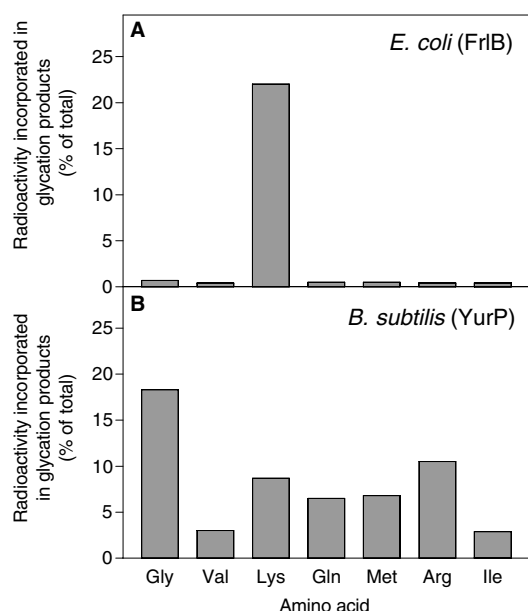 A
E. coli (FrlB)
Radioactivity incorporated in
glycation products
(% of total)
25
20
15
10
5
0
B
B. subtilis (YurP)
Radioactivity incorporated
in glycation products
(% of total)
25
20
15
10
5
0
Gly Val Lys Gln Met Arg Ile
Amino acid